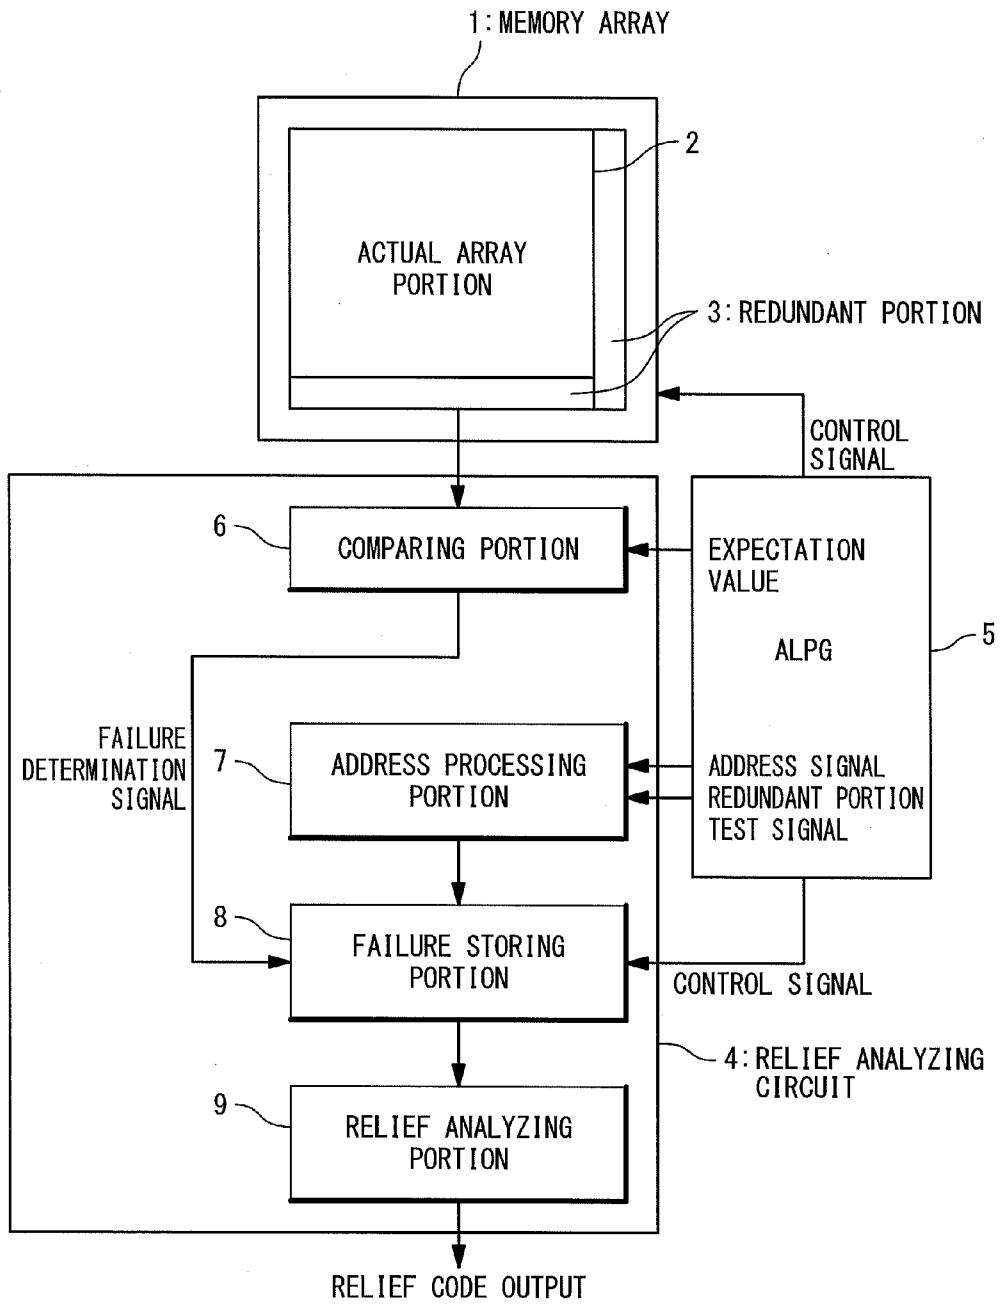 1:MEMORY ARRAY
2
ACTUAL ARRAY
PORTION
3:REDUNDANT PORTION
CONTROL
SIGNAL
6
COMPARING PORTION
EXPECTATION
VALUE
ALPG
5
FAILURE
DETERMINATION
SIGNAL
7
ADDRESS PROCESSING
PORTION
ADDRESS SIGNAL
REDUNDANT PORTION
TEST SIGNAL
8
FAILURE STORING
PORTION
CONTROL SIGNAL
4:RELIEF ANALYZING
CIRCUIT
9
RELIEF ANALYZING
PORTION
RELIEF CODE OUTPUT